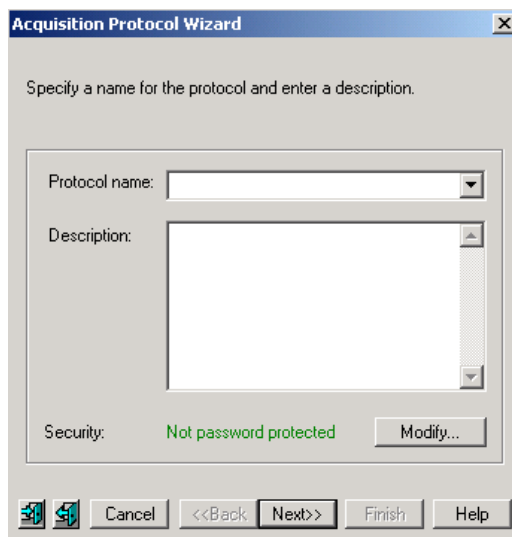 Acquisition Protocol Wizard
Specify a name for the protocol and enter a description.
Protocol name:
Description:
Security: Not password protected Modify...
Cancel <<Back Next>> Finish Help